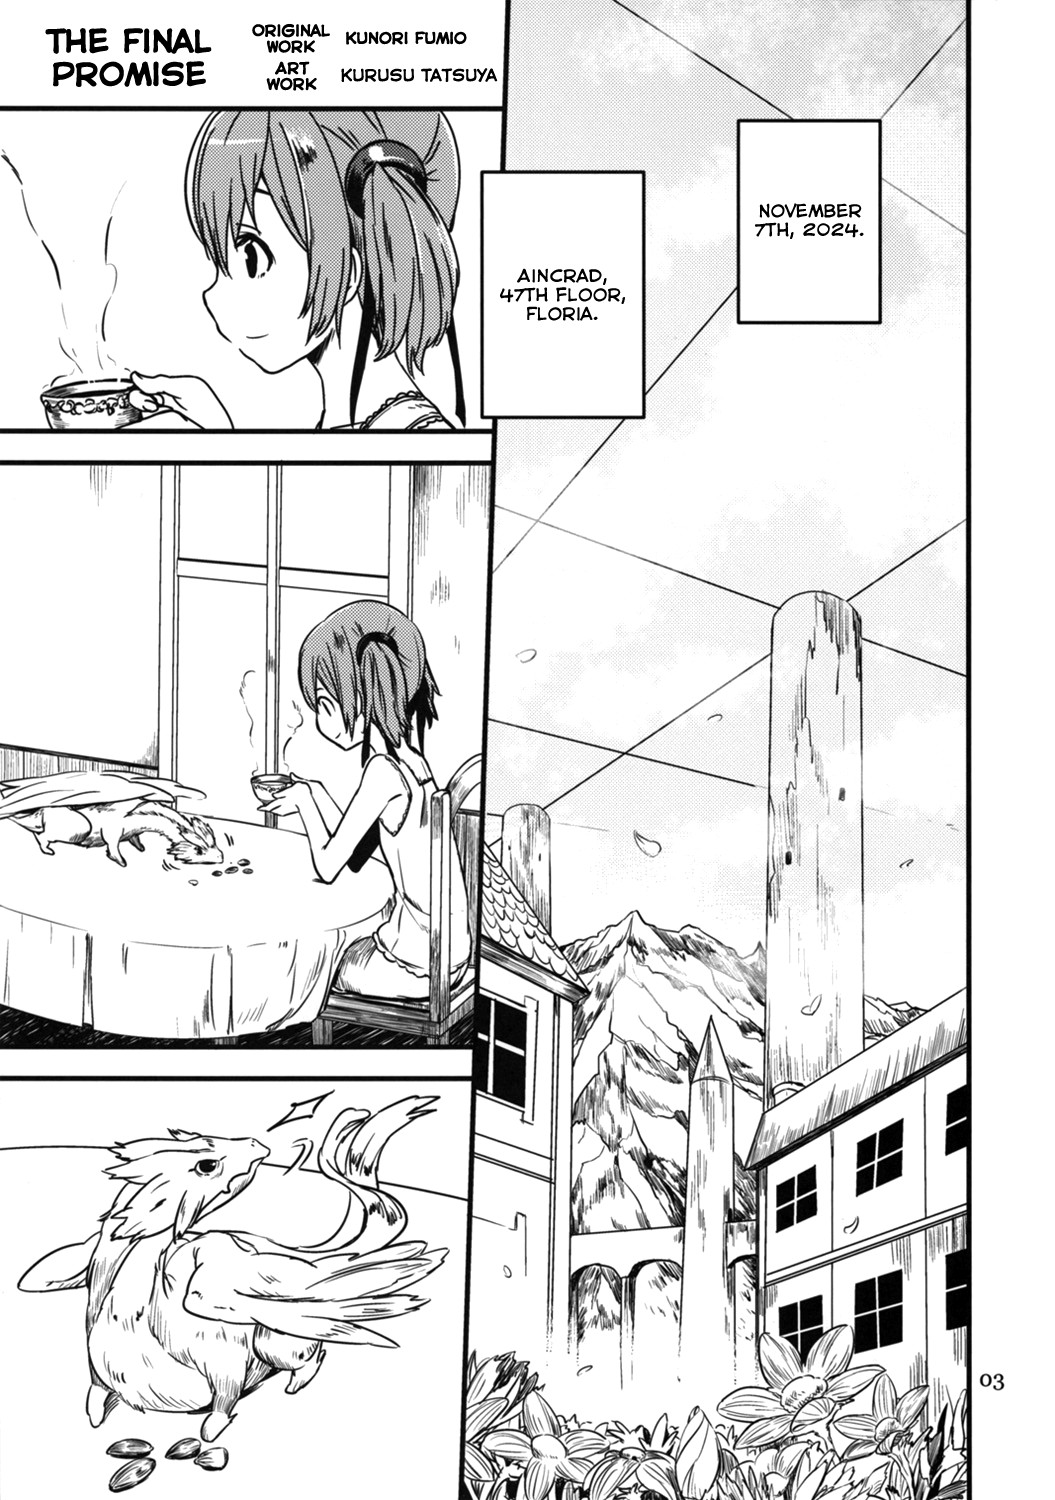 THE FINAL
PROMISE
ORIGINAL
WORK
KUNORI FUMIO
ART
WORK
KURUSU TATSUYA
NOVEMBER
7TH, 2024.
AINCRAD,
47TH FLOOR,
FLORIA.
03